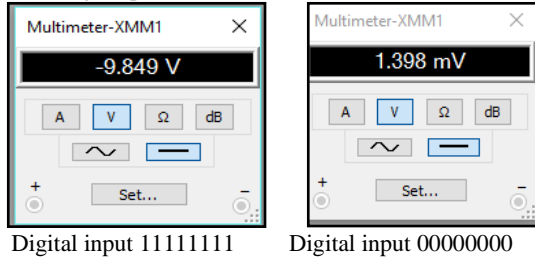 Multimeter-XMM1 ×
-9.849 V
A V Ω dB
+ Set... -
Digital input 11111111
Multimeter-XMM1 ×
1.398 mV
A V Ω dB
+ Set... -
Digital input 00000000